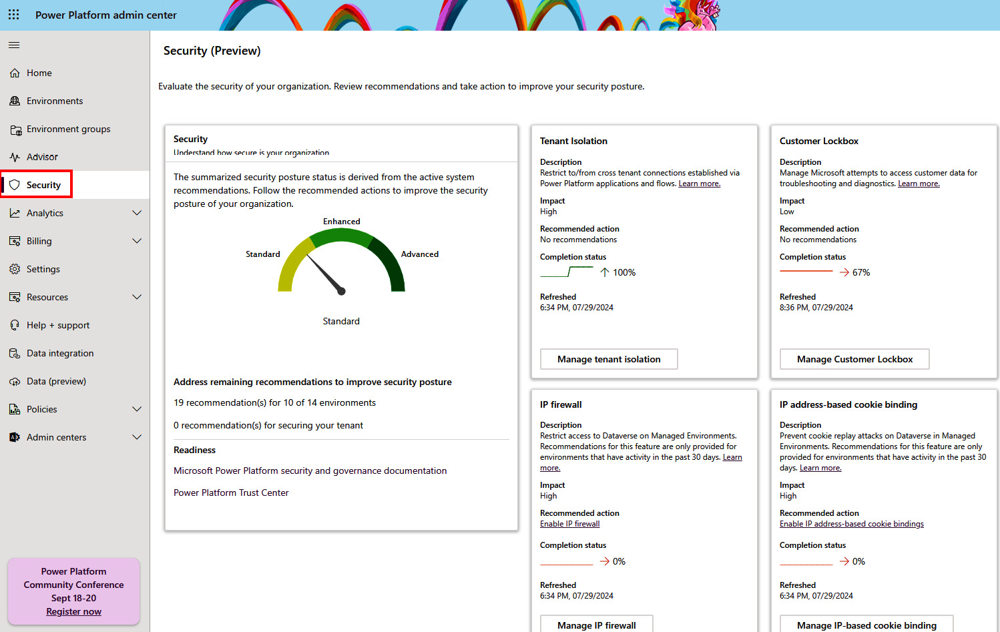 Power Platform admin center
Home
Environments
Environment groups
Advisor
Security
Analytics
Billing
Settings
Resources
Help + support
Data integration
Data (preview)
Policies
Admin centers
Power Platform
Community Conference
Sept 18-20
Register now
Security (Preview)
Evaluate the security of your organization. Review recommendations and take action to improve your security posture.
Security
Understand how secure is your organization
The summarized security posture status is derived from the active system
recommendations. Follow the recommended actions to improve the security
posture of your organization.
Enhanced
Standard
Advanced
Standard
Address remaining recommendations to improve security posture
19 recommendation(s) for 10 of 14 environments
0 recommendation(s) for securing your tenant
Readiness
Microsoft Power Platform security and governance documentation
Power Platform Trust Center
Tenant Isolation
Description
Restrict to/from cross tenant connections established via
Power Platform applications and flows. Learn more.
Impact
High
Recommended action
No recommendations
Completion status
100%
Refreshed
6:34 PM, 07/29/2024
Manage tenant isolation
Customer Lockbox
Description
Manage Microsoft attempts to access customer data for
troubleshooting and diagnostics. Learn more.
Impact
Low
Recommended action
No recommendations
Completion status
67%
Refreshed
8:36 PM, 07/29/2024
Manage Customer Lockbox
IP firewall
Description
Restrict access to Dataverse on Managed Environments.
Recommendations for this feature are only provided for
environments that have activity in the past 30 days. Learn
more.
Impact
High
Recommended action
Enable IP firewall
Completion status
0%
Refreshed
6:34 PM, 07/29/2024
Manage IP firewall
IP address-based cookie binding
Description
Prevent cookie replay attacks on Dataverse in Managed
Environments. Recommendations for this feature are only
provided for environments that have activity in the past 30
days. Learn more.
Impact
High
Recommended action
Enable IP address-based cookie bindings
Completion status
0%
Refreshed
6:34 PM, 07/29/2024
Manage IP-based cookie binding